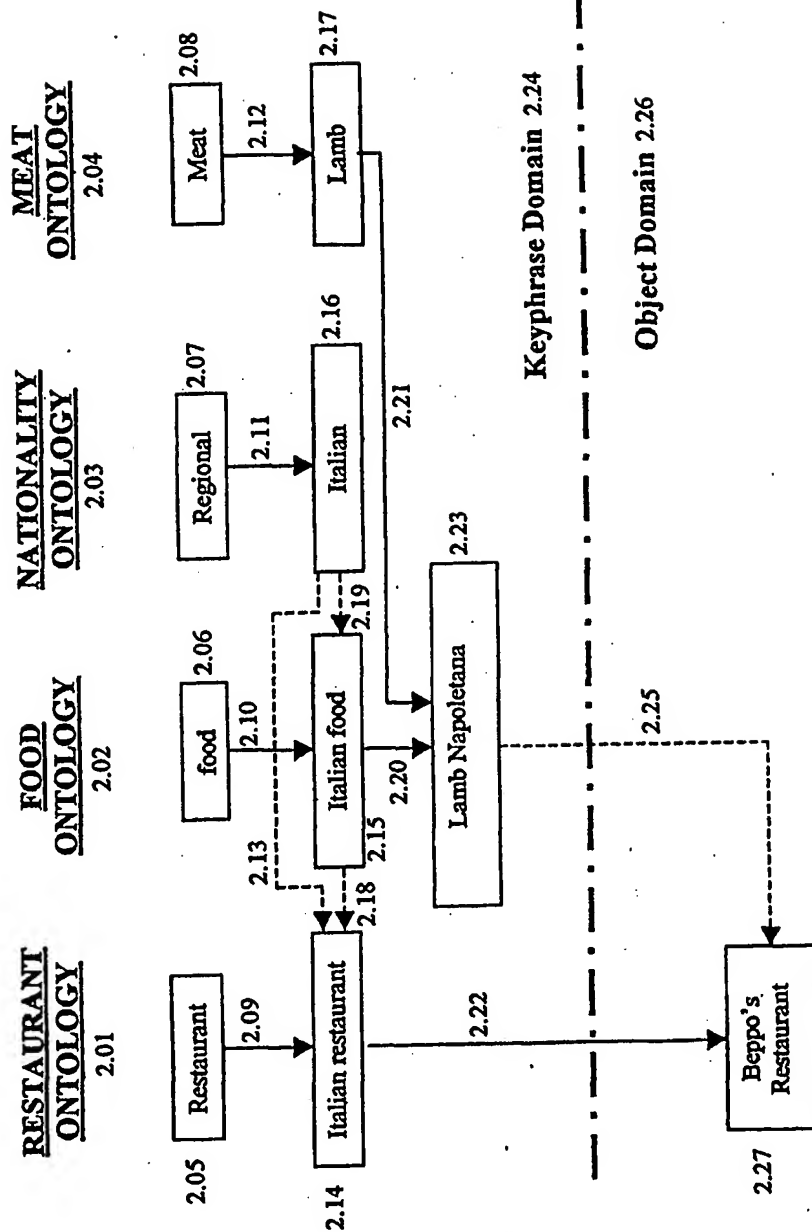 RESTAURANT
ONTOLOGY
2.01
FOOD
ONTOLOGY
2.02
NATIONALITY
ONTOLOGY
2.03
MEAT
ONTOLOGY
2.04
2.05
Restaurant
food
2.06
Regional
2.07
Meat
2.08
2.09
2.10
2.11
2.12
2.13
2.14
Italian restaurant
2.18
Italian food
2.15
2.19
Italian
2.16
Lamb
2.17
2.20
2.21
2.22
Lamb Napoletana
2.23
Keyphrase Domain 2.24
2.25
Object Domain 2.26
2.27
Beppo's
Restaurant